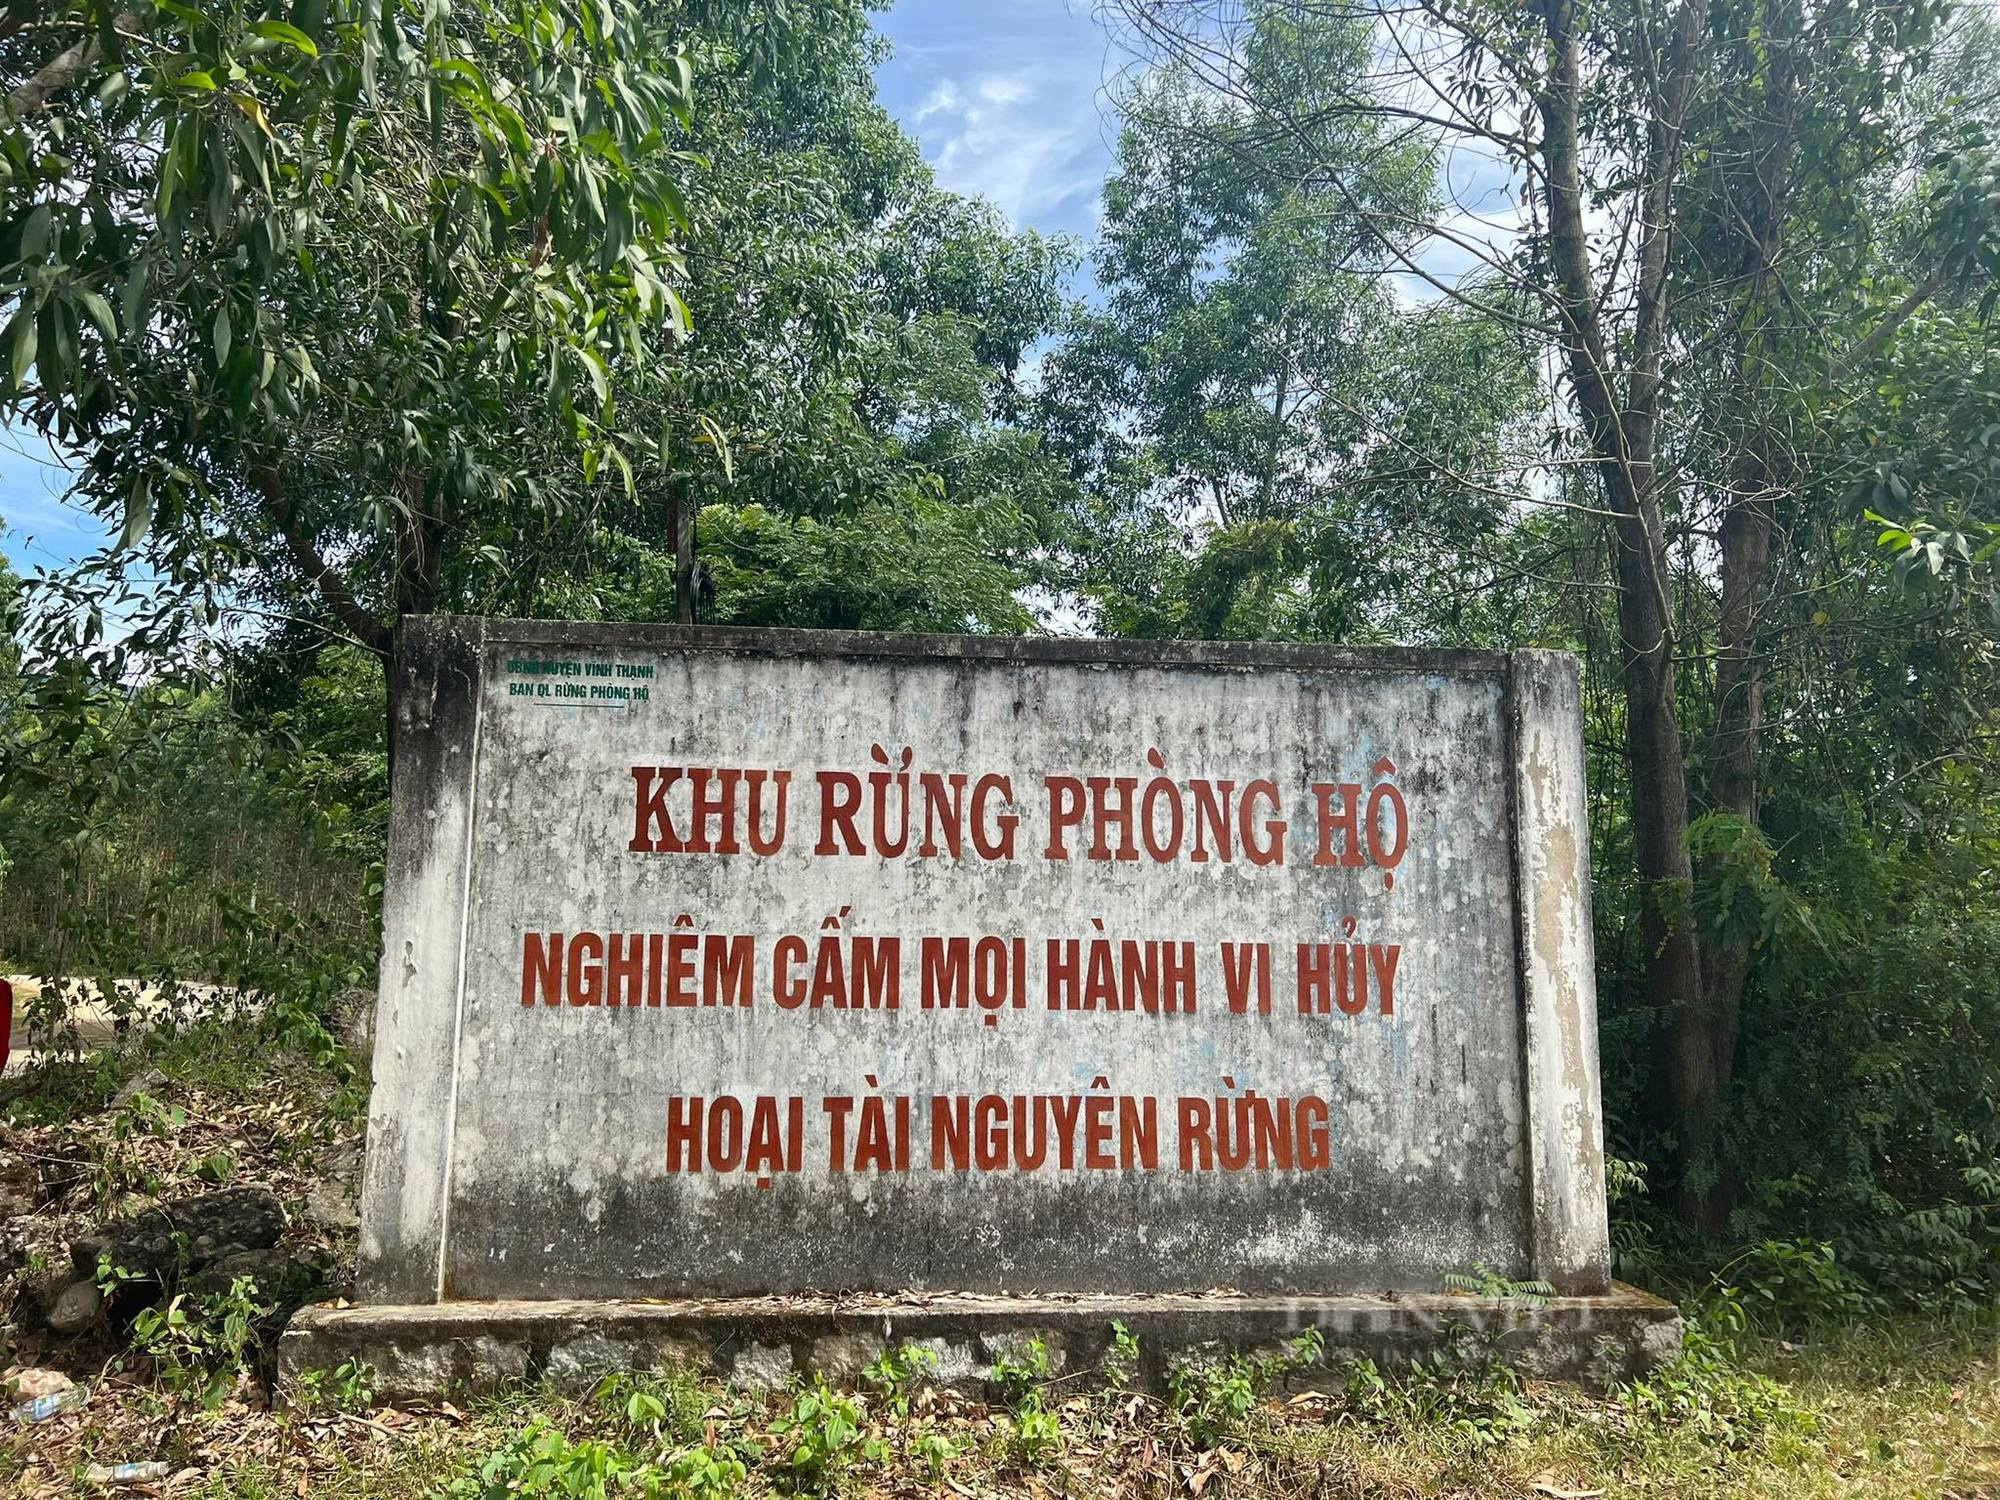 HUYỆN VĨNH THẠNH
BAN QL RỪNG PHÒNG HỘ
KHU RỪNG PHÒNG HỘ
NGHIÊM CẤM MỌI HÀNH VI HỦY
HOẠI TÀI NGUYÊN RỪNG
DANVIET